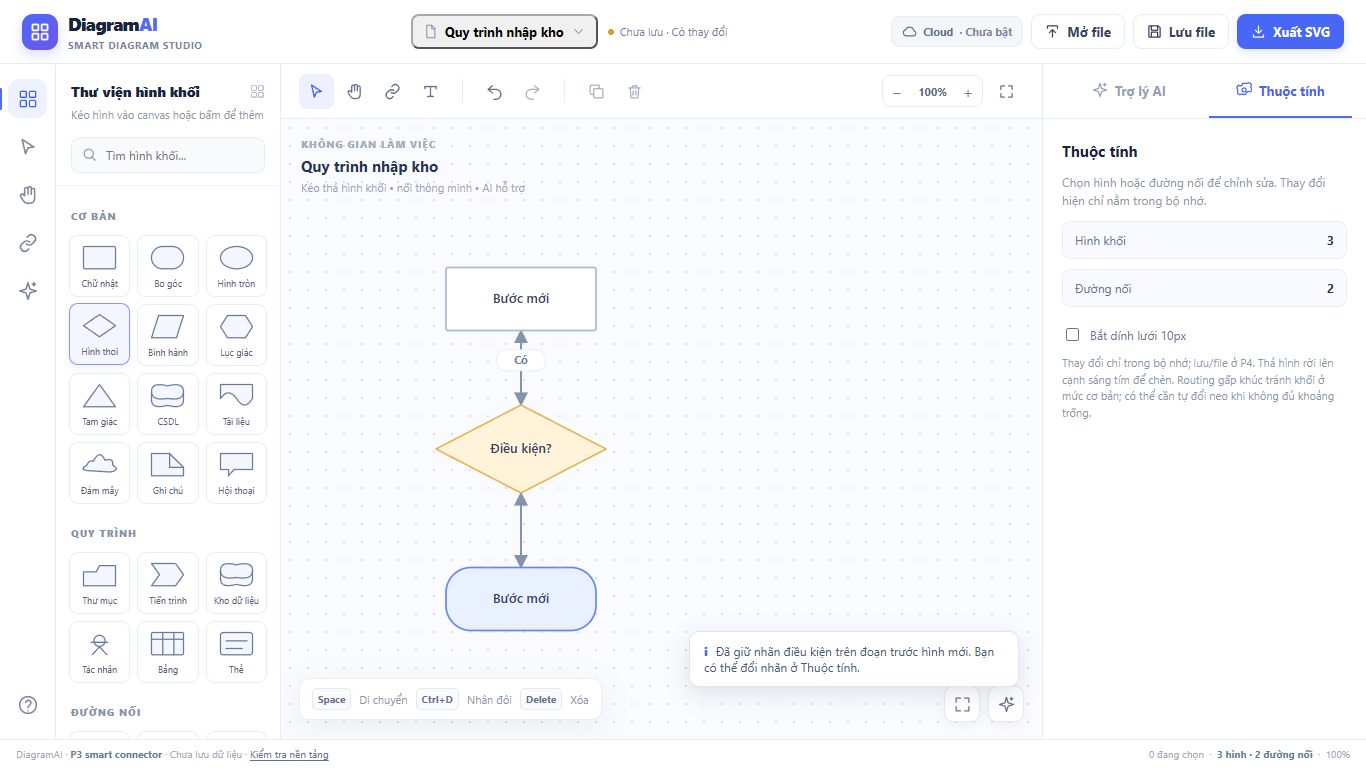 DiagramAI
SMART DIAGRAM STUDIO
Quy trình nhập kho
Chưa lưu · Có thay đổi
Cloud · Chưa bật
Mở file
Lưu file
Xuất SVG
Thư viện hình khối
Kéo hình vào canvas hoặc bấm để thêm
Tìm hình khối...
CƠ BẢN
Chữ nhật
Bo góc
Hình tròn
Hình thoi
Bình hành
Lục giác
Tam giác
CSDL
Tài liệu
Đám mây
Ghi chú
Hội thoại
QUY TRÌNH
Thư mục
Tiến trình
Kho dữ liệu
Tác nhân
Bảng
Thẻ
ĐƯỜNG NỐI
100%
KHÔNG GIAN LÀM VIỆC
Quy trình nhập kho
Kéo thả hình khối • nối thông minh • AI hỗ trợ
Bước mới
Có
Điều kiện?
Bước mới
i Đã giữ nhãn điều kiện trên đoạn trước hình mới. Bạn
có thể đổi nhãn ở Thuộc tính.
Space Di chuyển Ctrl+D Nhân đôi Delete Xóa
Trợ lý AI
Thuộc tính
Thuộc tính
Chọn hình hoặc đường nối để chỉnh sửa. Thay đổi
hiện chỉ nằm trong bộ nhớ.
Hình khối 3
Đường nối 2
Bắt dính lưới 10px
Thay đổi chỉ trong bộ nhớ; lưu/file ở P4. Thả hình rời lên
cạnh sáng tím để chèn. Routing gấp khúc tránh khối ở
mức cơ bản; có thể cần tự đổi neo khi không đủ khoảng
trống.
DiagramAI · P3 smart connector · Chưa lưu dữ liệu · Kiểm tra nền tảng
0 đang chọn · 3 hình • 2 đường nối · 100%